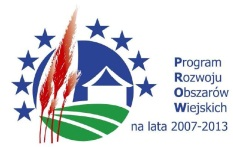 Program
Rozwoju
Obszarów
Wiejskich
na lata 2007-2013